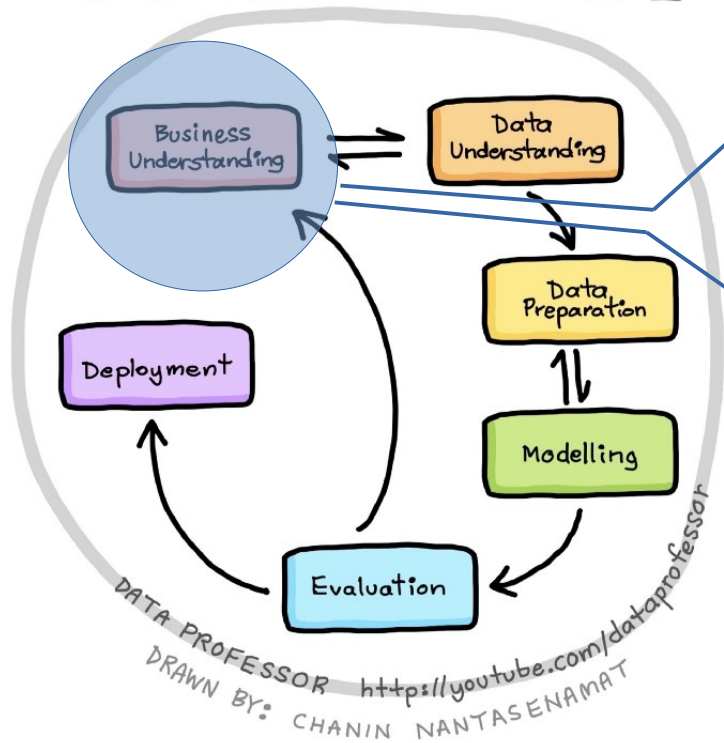 Business
Understanding
Data
Understanding
Data
Preparation
Deployment
Modelling
Evaluation
DATA PROFESSOR http://youtube.com/dataprofessor
DRAWN BY: CHANIN NANTASENAMAT